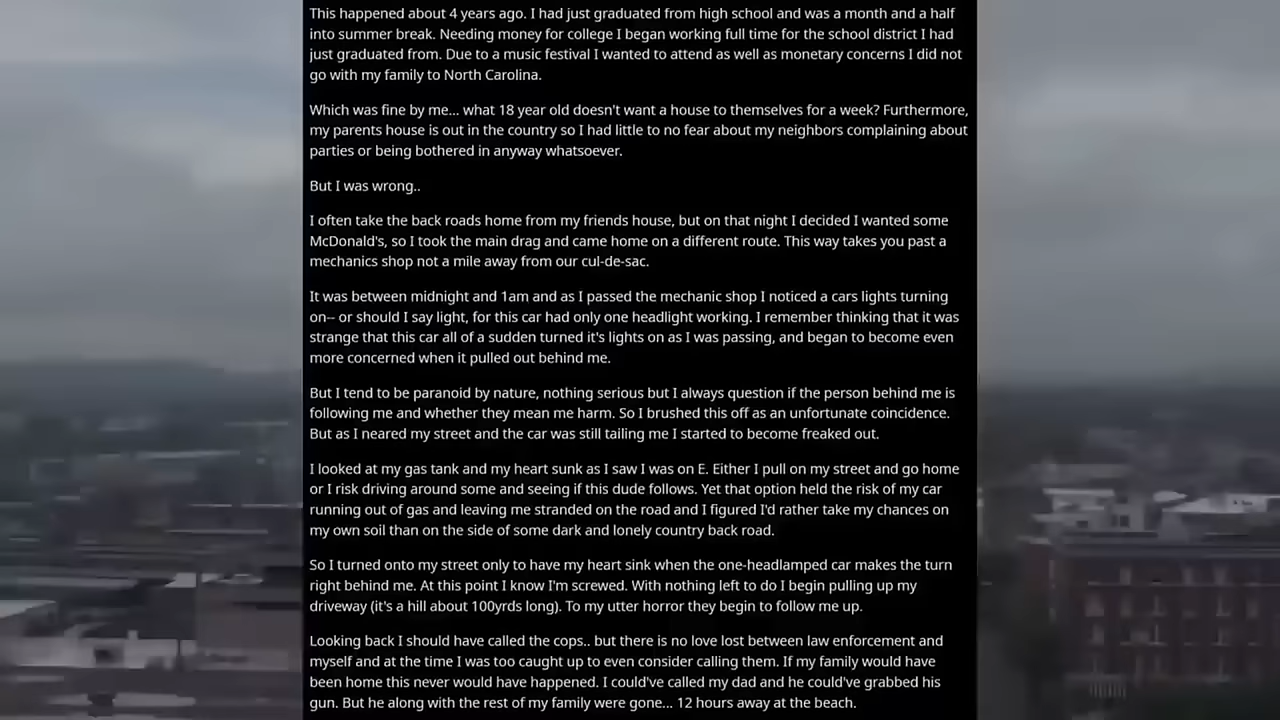 This happened about 4 years ago. I had just graduated from high school and was a month and a half
into summer break. Needing money for college I began working full time for the school district I had
just graduated from. Due to a music festival I wanted to attend as well as monetary concerns I did not
go with my family to North Carolina.
Which was fine by me... what 18 year old doesn't want a house to themselves for a week? Furthermore,
my parents house is out in the country so I had little to no fear about my neighbors complaining about
parties or being bothered in anyway whatsoever.
But I was wrong..
I often take the back roads home from my friends house, but on that night I decided I wanted some
McDonald's, so I took the main drag and came home on a different route. This way takes you past a
mechanics shop not a mile away from our cul-de-sac.
It was between midnight and 1am and as I passed the mechanic shop I noticed a cars lights turning
on-- or should I say light, for this car had only one headlight working. I remember thinking that it was
strange that this car all of a sudden turned it's lights on as I was passing, and began to become even
more concerned when it pulled out behind me.
But I tend to be paranoid by nature, nothing serious but I always question if the person behind me is
following me and whether they mean me harm. So I brushed this off as an unfortunate coincidence.
But as I neared my street and the car was still tailing me I started to become freaked out.
I looked at my gas tank and my heart sunk as I saw I was on E. Either I pull on my street and go home
or I risk driving around some and seeing if this dude follows. Yet that option held the risk of my car
running out of gas and leaving me stranded on the road and I figured I'd rather take my chances on
my own soil than on the side of some dark and lonely country back road.
So I turned onto my street only to have my heart sink when the one-headlamped car makes the turn
right behind me. At this point I know I'm screwed. With nothing left to do I begin pulling up my
driveway (it's a hill about 100yrds long). To my utter horror they begin to follow me up.
Looking back I should have called the cops.. but there is no love lost between law enforcement and
myself and at the time I was too caught up to even consider calling them. If my family would have
been home this never would have happened. I could've called my dad and he could've grabbed his
gun. But he along with the rest of my family were gone... 12 hours away at the beach.